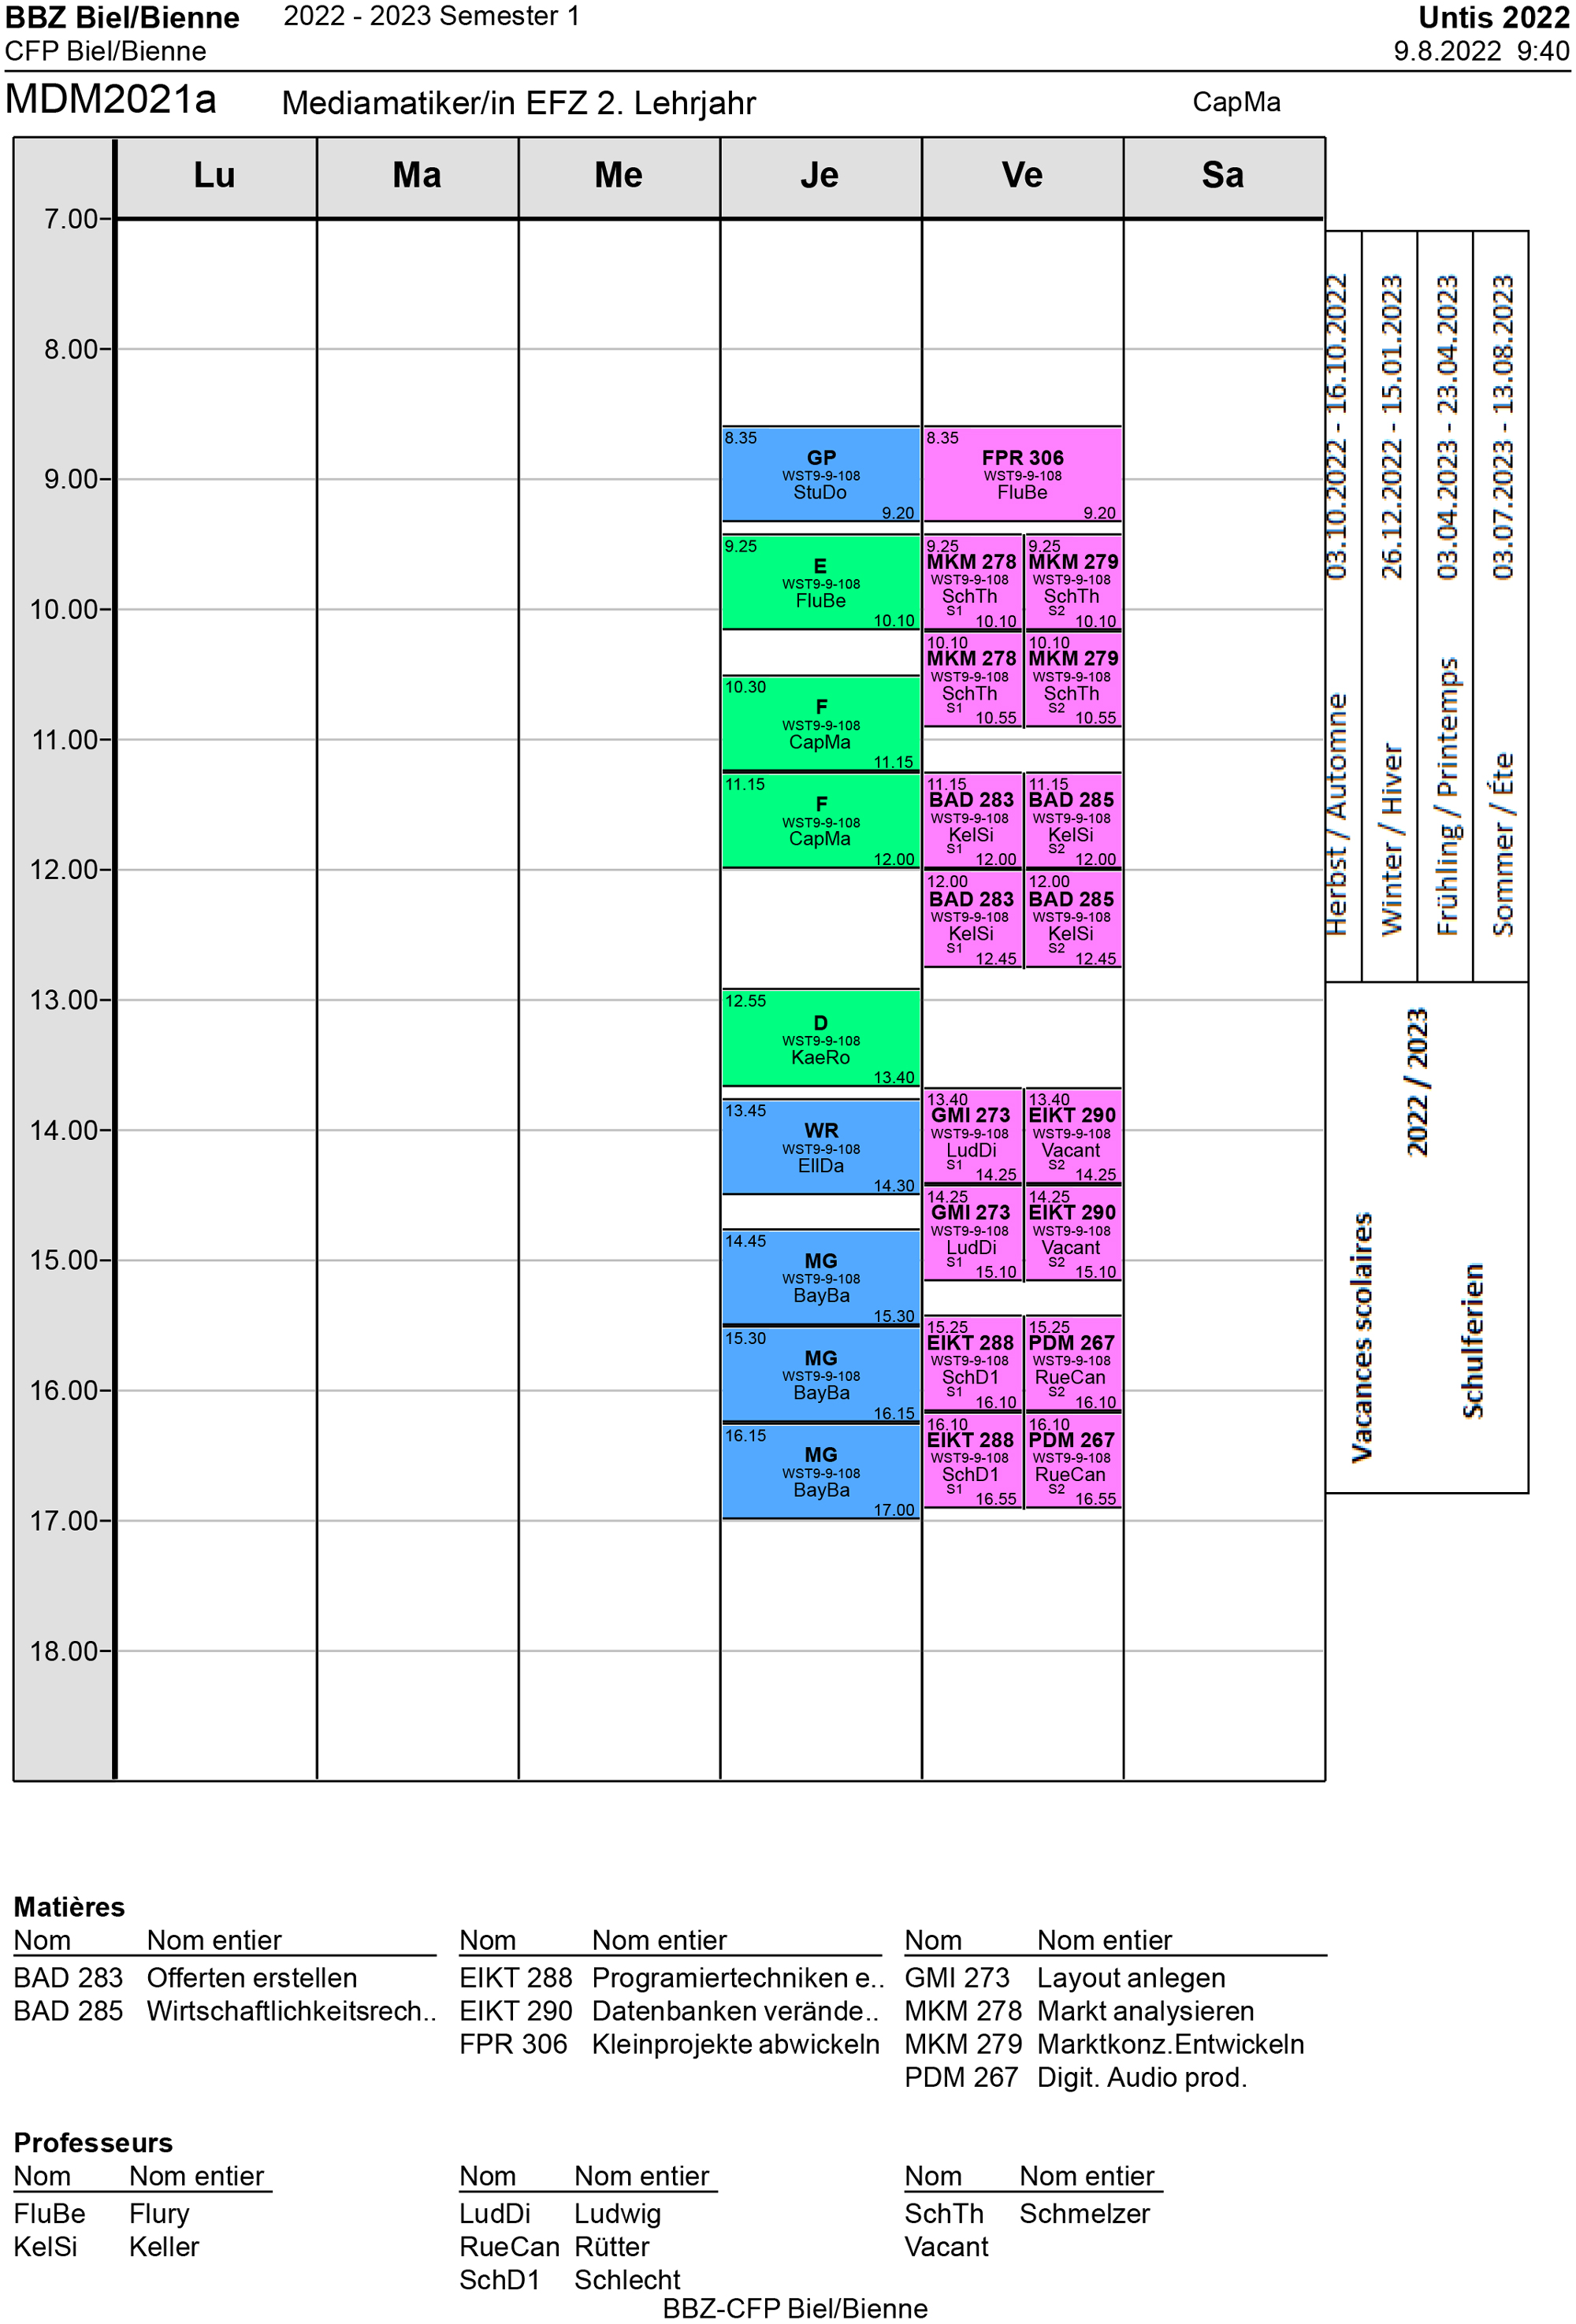 BBZ Biel/Bienne 2022 - 2023 Semester 1 Untis 2022
CFP Biel/Bienne 9.8.2022 9:40
MDM2021a Mediamatiker/in EFZ 2. Lehrjahr CapMa
Lu Ma Me Je Ve Sa
7.00
8.00
9.00
10.00
11.00
12.00
13.00
14.00
15.00
16.00
17.00
18.00
8.35
GP
WST9-9-108
StuDo
9.20
9.25
E
WST9-9-108
FluBe
10.10
10.30
F
WST9-9-108
CapMa
11.15
11.15
F
WST9-9-108
CapMa
12.00
12.55
D
WST9-9-108
KaeRo
13.40
13.45
WR
WST9-9-108
EllDa
14.30
14.45
MG
WST9-9-108
BayBa
15.30
15.30
MG
WST9-9-108
BayBa
16.15
16.15
MG
WST9-9-108
BayBa
17.00
8.35
FPR 306
WST9-9-108
FluBe
9.20
9.25 9.25
MKM 278 MKM 279
WST9-9-108 WST9-9-108
SchTh SchTh
S1 10.10 S2 10.10
10.10 10.10
MKM 278 MKM 279
WST9-9-108 WST9-9-108
SchTh SchTh
S1 10.55 S2 10.55
11.15 11.15
BAD 283 BAD 285
WST9-9-108 WST9-9-108
KelSi KelSi
S1 12.00 S2 12.00
12.00 12.00
BAD 283 BAD 285
WST9-9-108 WST9-9-108
KelSi KelSi
S1 12.45 S2 12.45
13.40 13.40
GMI 273 EIKT 290
WST9-9-108 WST9-9-108
LudDi Vacant
S1 14.25 S2 14.25
14.25 14.25
GMI 273 EIKT 290
WST9-9-108 WST9-9-108
LudDi Vacant
S1 15.10 S2 15.10
15.25 15.25
EIKT 288 PDM 267
WST9-9-108 WST9-9-108
SchD1 RueCan
S1 16.10 S2 16.10
16.10 16.10
EIKT 288 PDM 267
WST9-9-108 WST9-9-108
SchD1 RueCan
S1 16.55 S2 16.55
Vacances scolaires
2022 / 2023
Schulferien
Herbst / Automne 03.10.2022 - 16.10.2022
Winter / Hiver 26.12.2022 - 15.01.2023
Frühling / Printemps 03.04.2023 - 23.04.2023
Sommer / Éte 03.07.2023 - 13.08.2023
Matières
Nom Nom entier Nom Nom entier Nom Nom entier
BAD 283 Offerten erstellen EIKT 288 Programiertechniken e.. GMI 273 Layout anlegen
BAD 285 Wirtschaftlichkeitsrech.. EIKT 290 Datenbanken verände.. MKM 278 Markt analysieren
FPR 306 Kleinprojekte abwickeln MKM 279 Marktkonz.Entwickeln
PDM 267 Digit. Audio prod.
Professeurs
Nom Nom entier Nom Nom entier Nom Nom entier
FluBe Flury LudDi Ludwig SchTh Schmelzer
KelSi Keller RueCan Rütter Vacant
SchD1 Schlecht
BBZ-CFP Biel/Bienne